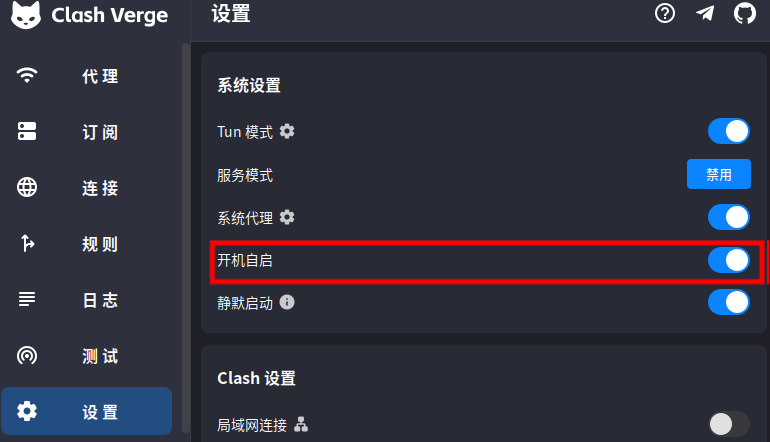 Clash Verge
设置
代理
订阅
连接
规则
日志
测试
设置
系统设置
Tun 模式
服务模式
禁用
系统代理
开机自启
静默启动
Clash 设置
局域网连接